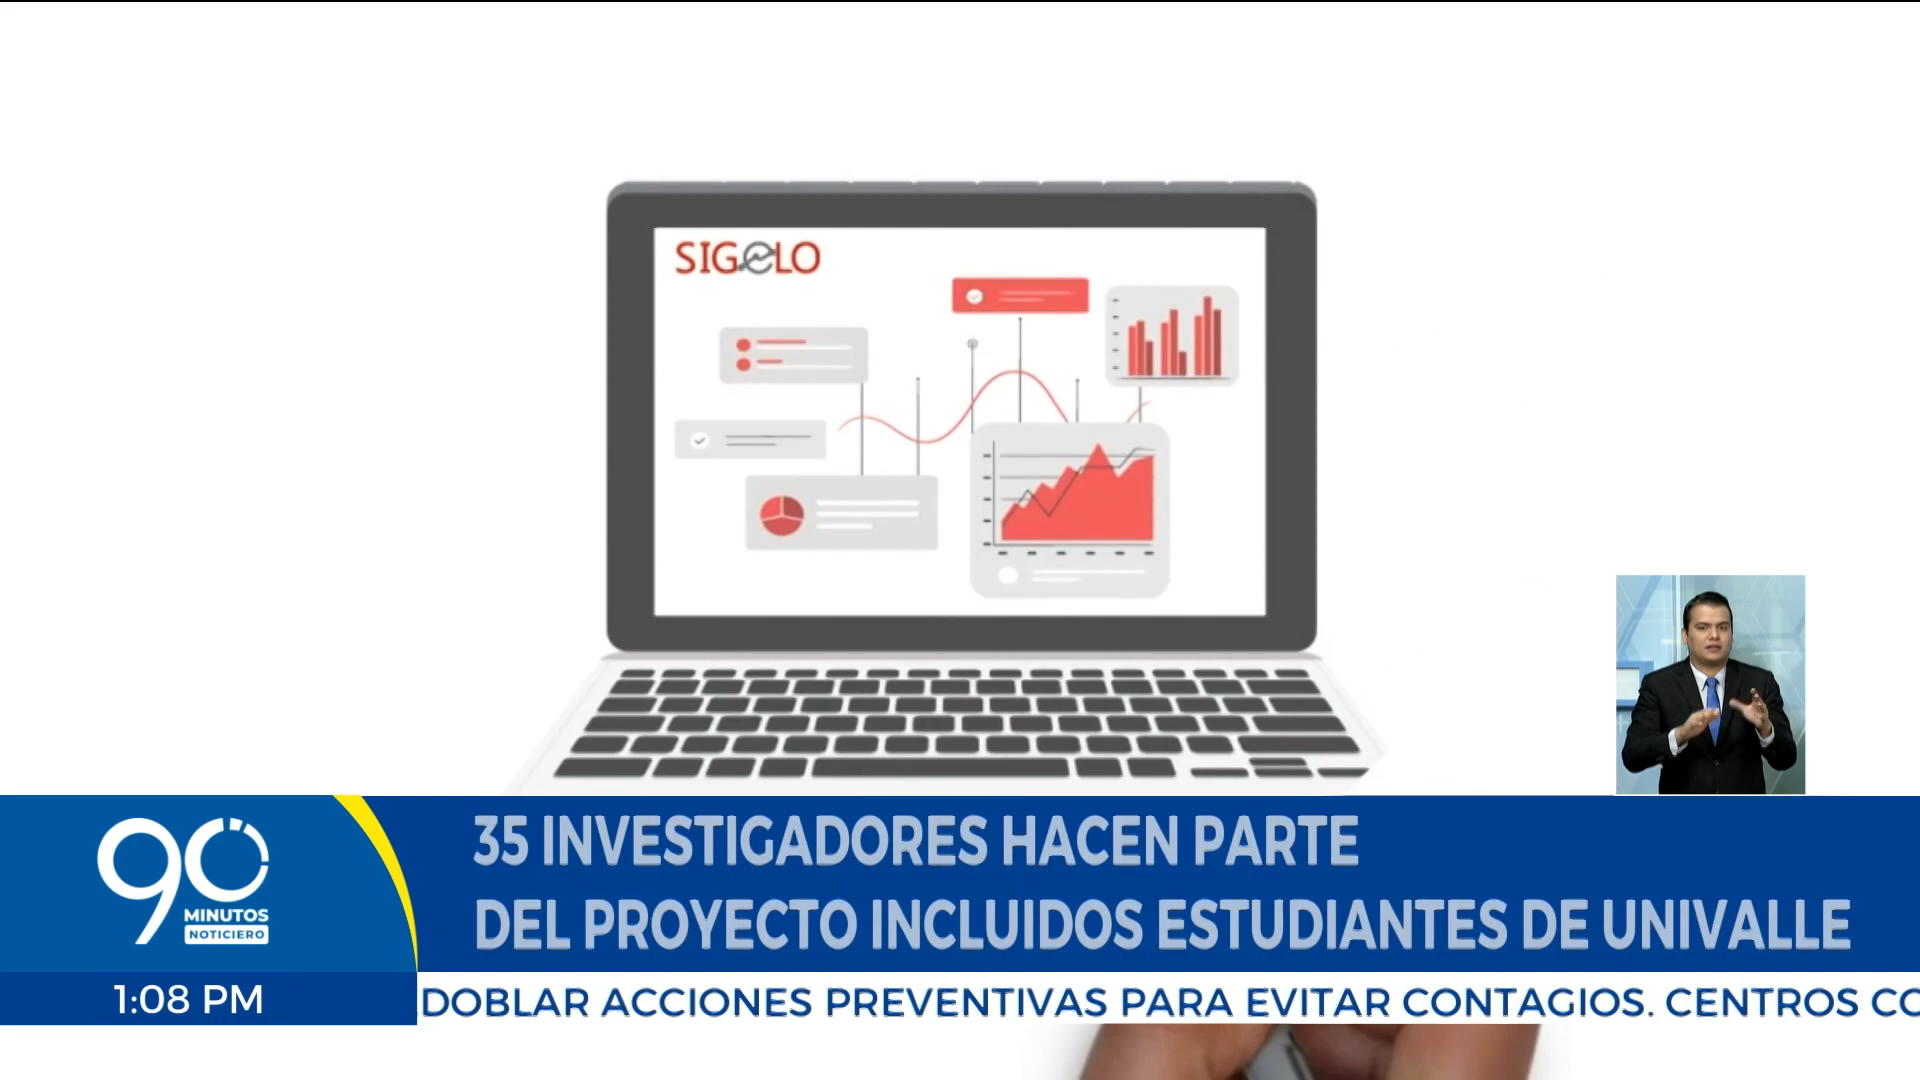 SIGELO
35 INVESTIGADORES HACEN PARTE
DEL PROYECTO INCLUIDOS ESTUDIANTES DE UNIVALLE
90
MINUTOS
NOTICIERO
1:08 PM
DOBLAR ACCIONES PREVENTIVAS PARA EVITAR CONTAGIOS. CENTROS